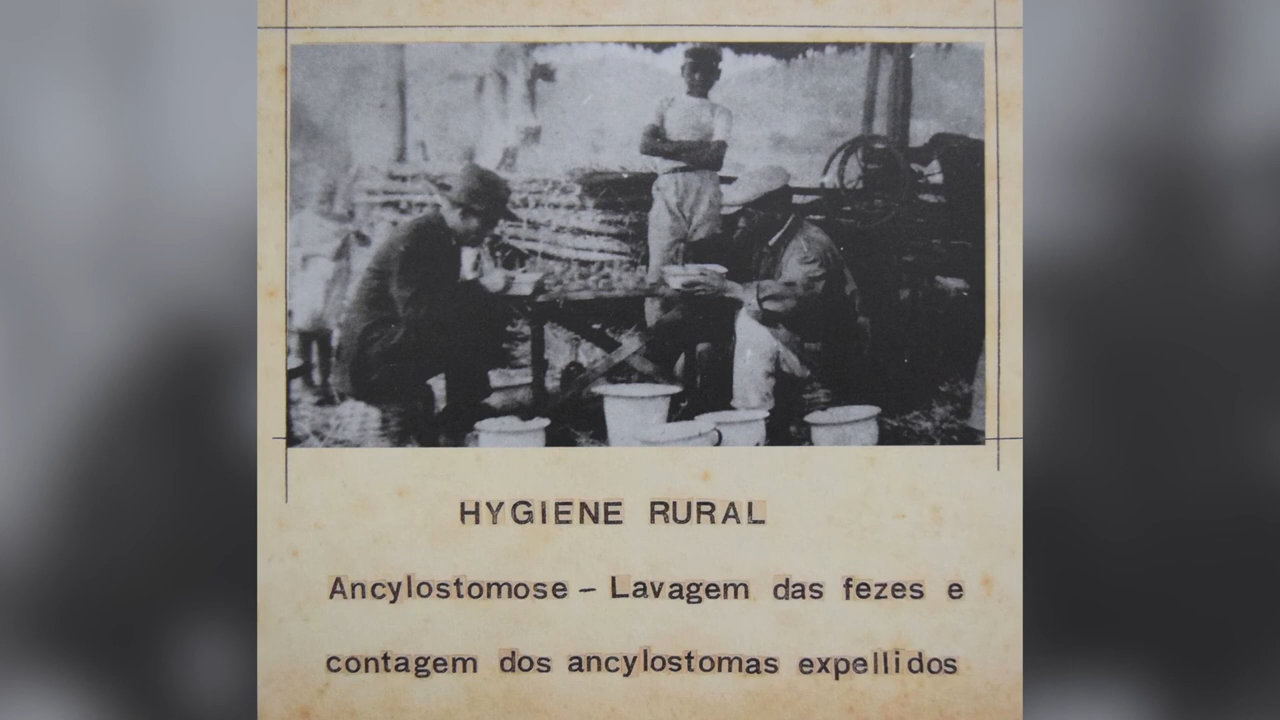 HYGIENE RURAL
Ancylostomose – Lavagem das fezes e
contagem dos ancylostomas expellidos